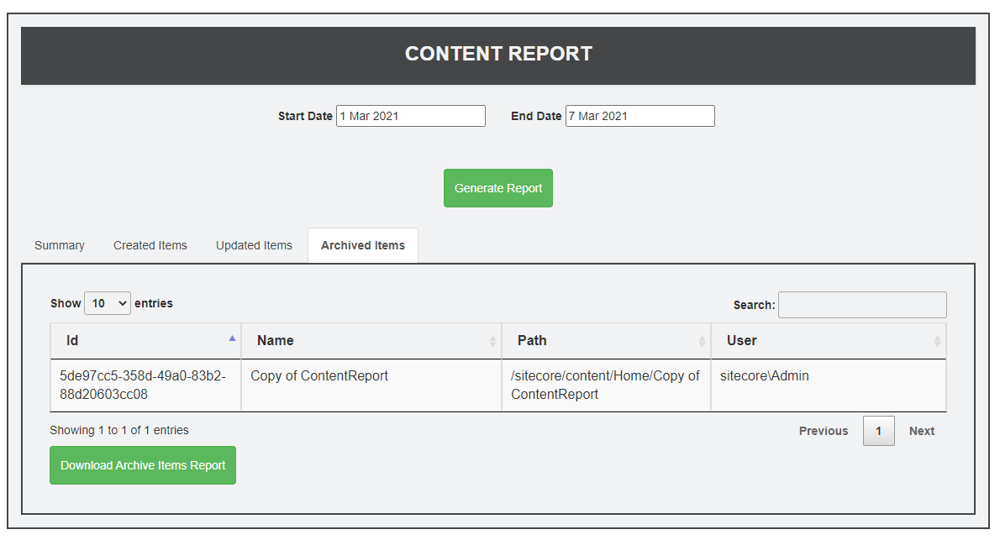 CONTENT REPORT
Start Date 1 Mar 2021 End Date 7 Mar 2021
Generate Report
Summary Created Items Updated Items Archived Items
Show 10 entries Search:
Id Name Path User
5de97cc5-358d-49a0-83b2- Copy of ContentReport /sitecore/content/Home/Copy of sitecore\Admin
88d20603cc08 ContentReport
Showing 1 to 1 of 1 entries Previous 1 Next
Download Archive Items Report